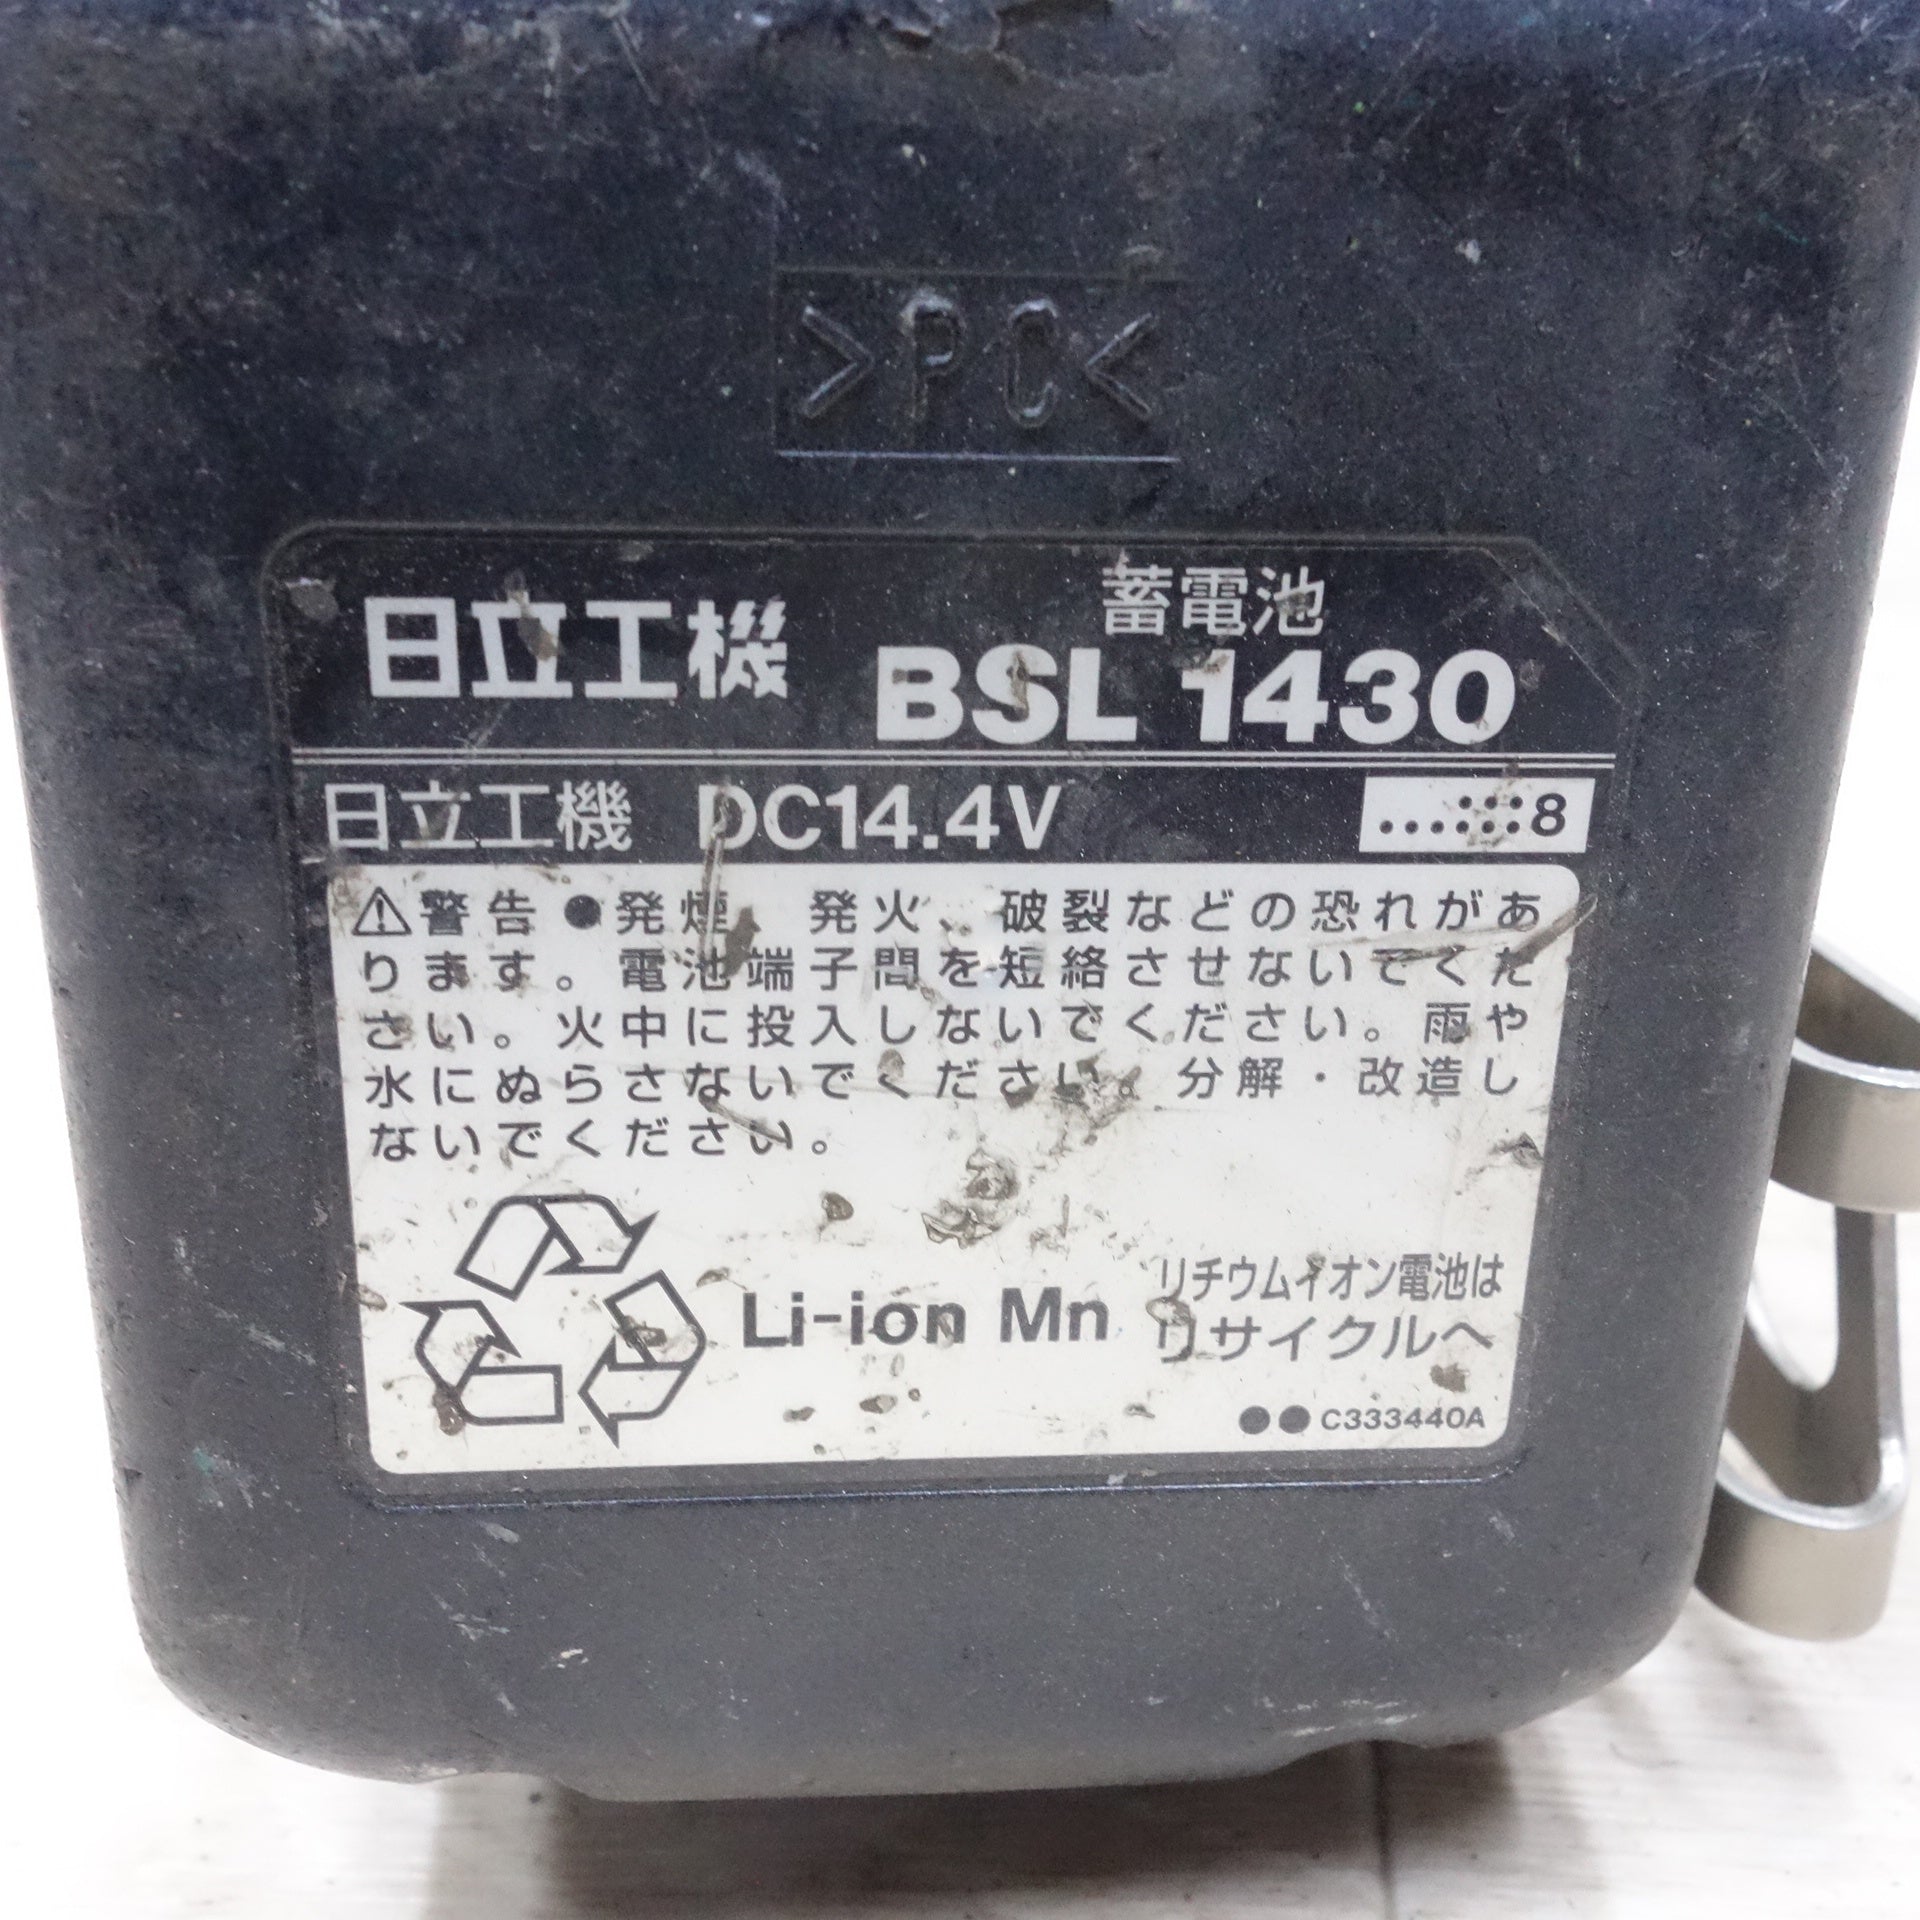 >PC<
蓄電池
日立工機 BSL 1430
日立工機 DC14.4V 8
⚠警告 ●発煙、発火、破裂などの恐れがあ
ります。電池端子間を短絡させないでくだ
さい。火中に投入しないでください。雨や
水にぬらさないでください。分解・改造し
ないでください。
Li-ion Mn
リチウムイオン電池は
リサイクルへ
●●C333440A